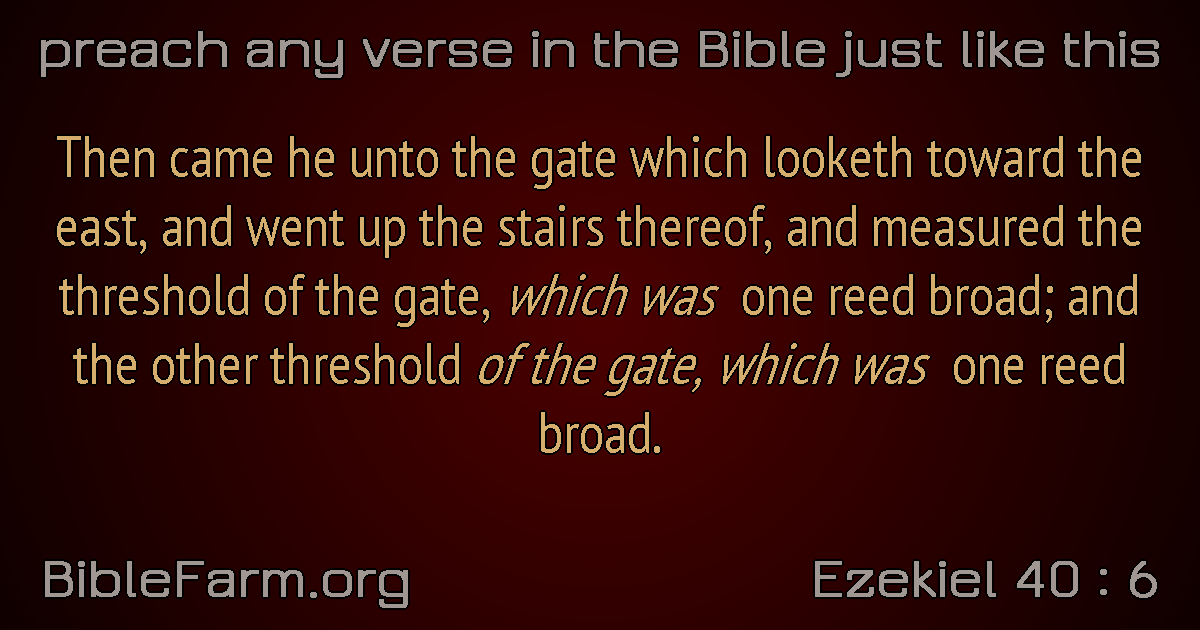 preach any verse in the Bible just like this
Then came he unto the gate which looketh toward the
east, and went up the stairs thereof, and measured the
threshold of the gate, which was one reed broad; and
the other threshold of the gate, which was one reed
broad.
BibleFarm.org
Ezekiel 40 : 6